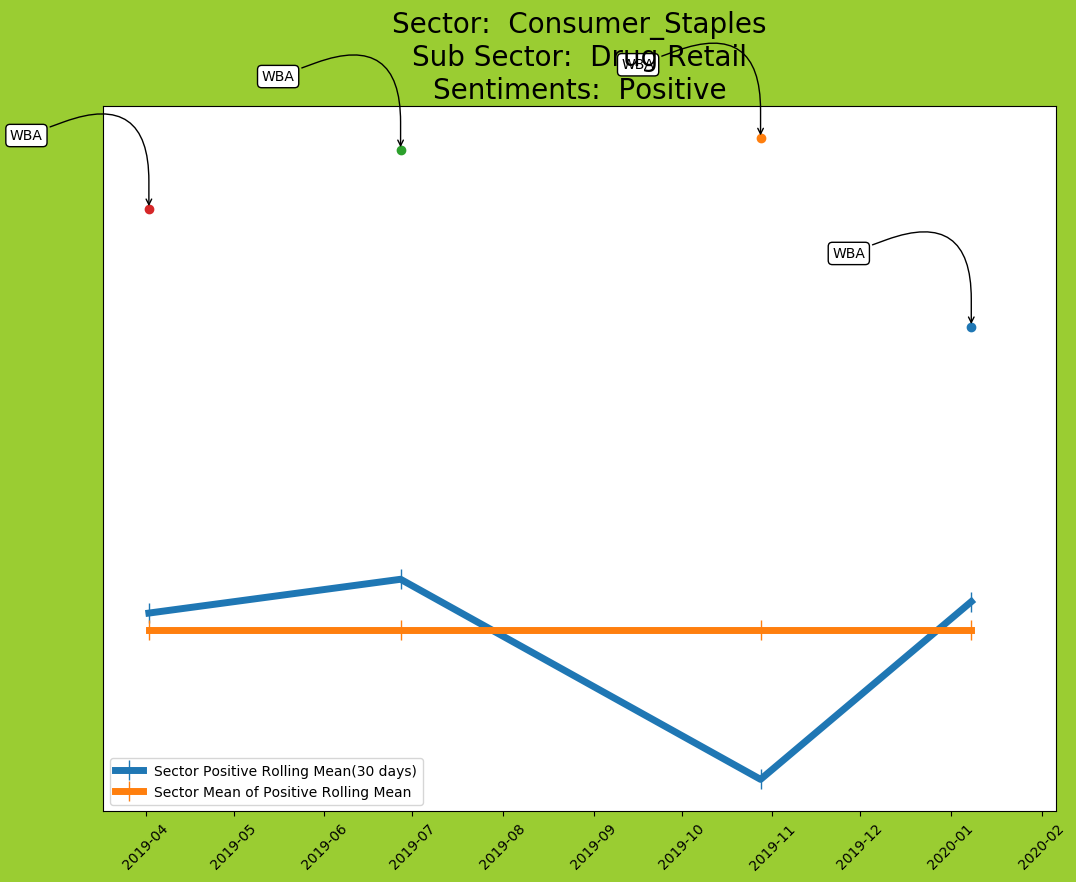 Sector:  Consumer_Staples
Sub Sector:  Drug Retail
Sentiments:  Positive
WBA
WBA
WBA
WBA
Sector Positive Rolling Mean(30 days)
Sector Mean of Positive Rolling Mean
2019-04
2019-05
2019-06
2019-07
2019-08
2019-09
2019-10
2019-11
2019-12
2020-01
2020-02